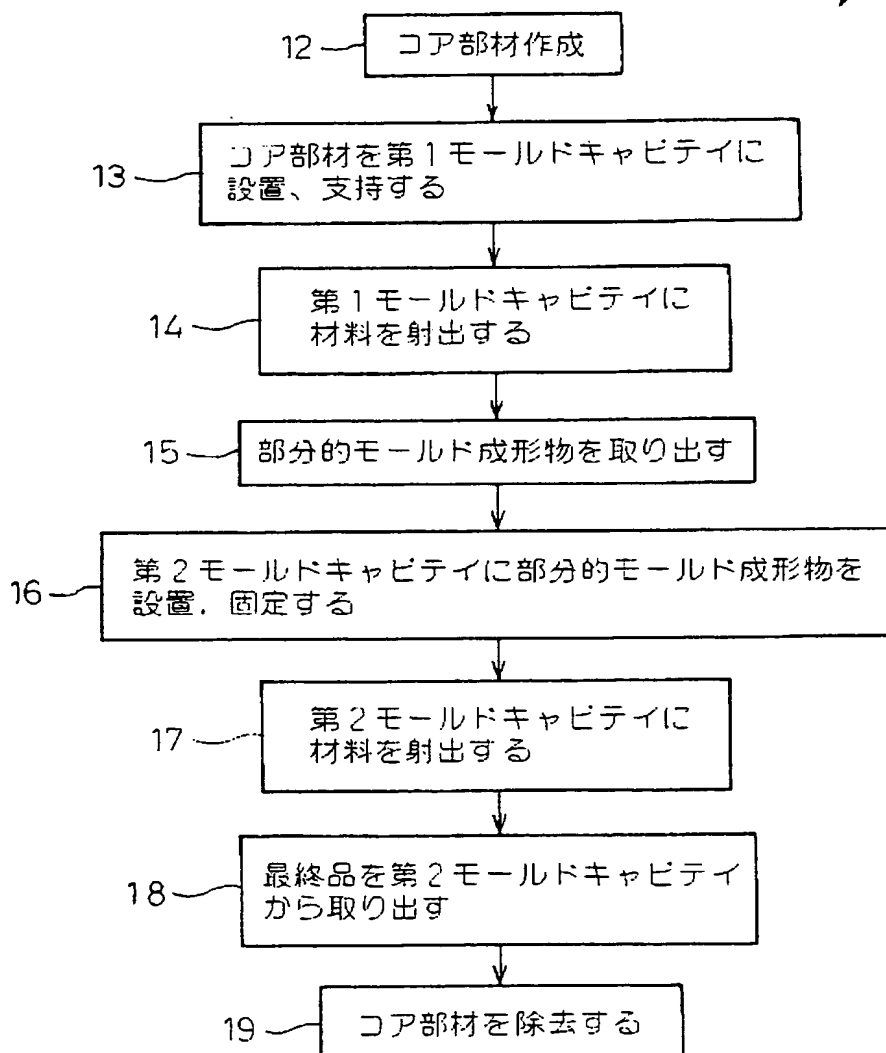 12
コア部材作成
13
コア部材を第1モールドキャビテイに
設置、支持する
14
第1モールドキャビテイに
材料を射出する
15
部分的モールド成形物を取り出す
16
第2モールドキャビテイに部分的モールド成形物を
設置．固定する
17
第2モールドキャビテイに
材料を射出する
18
最終品を第2モールドキャビテイ
から取り出す
19
コア部材を除去する